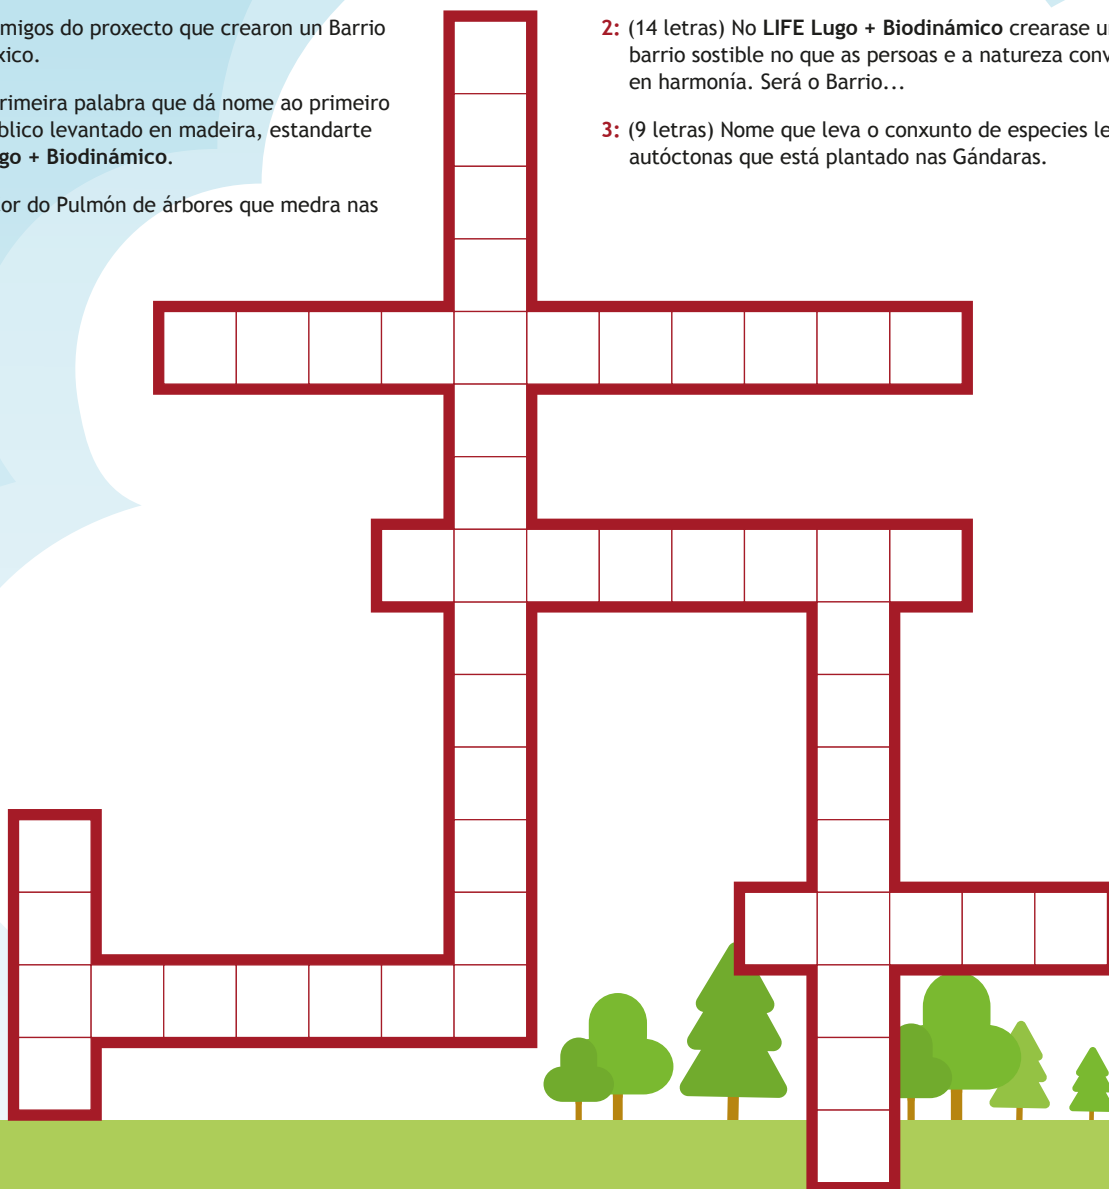 migos do proxecto que crearon un Barrio
xico.
rimeira palabra que dá nome ao primeiro
blico levantado en madeira, estandarte
go + Biodinámico.
or do Pulmón de árbores que medra nas
2: (14 letras) No LIFE Lugo + Biodinámico crearase u
barrio sostible no que as persoas e a natureza conv
en harmonía. Será o Barrio...
3: (9 letras) Nome que leva o conxunto de especies le
autóctonas que está plantado nas Gándaras.